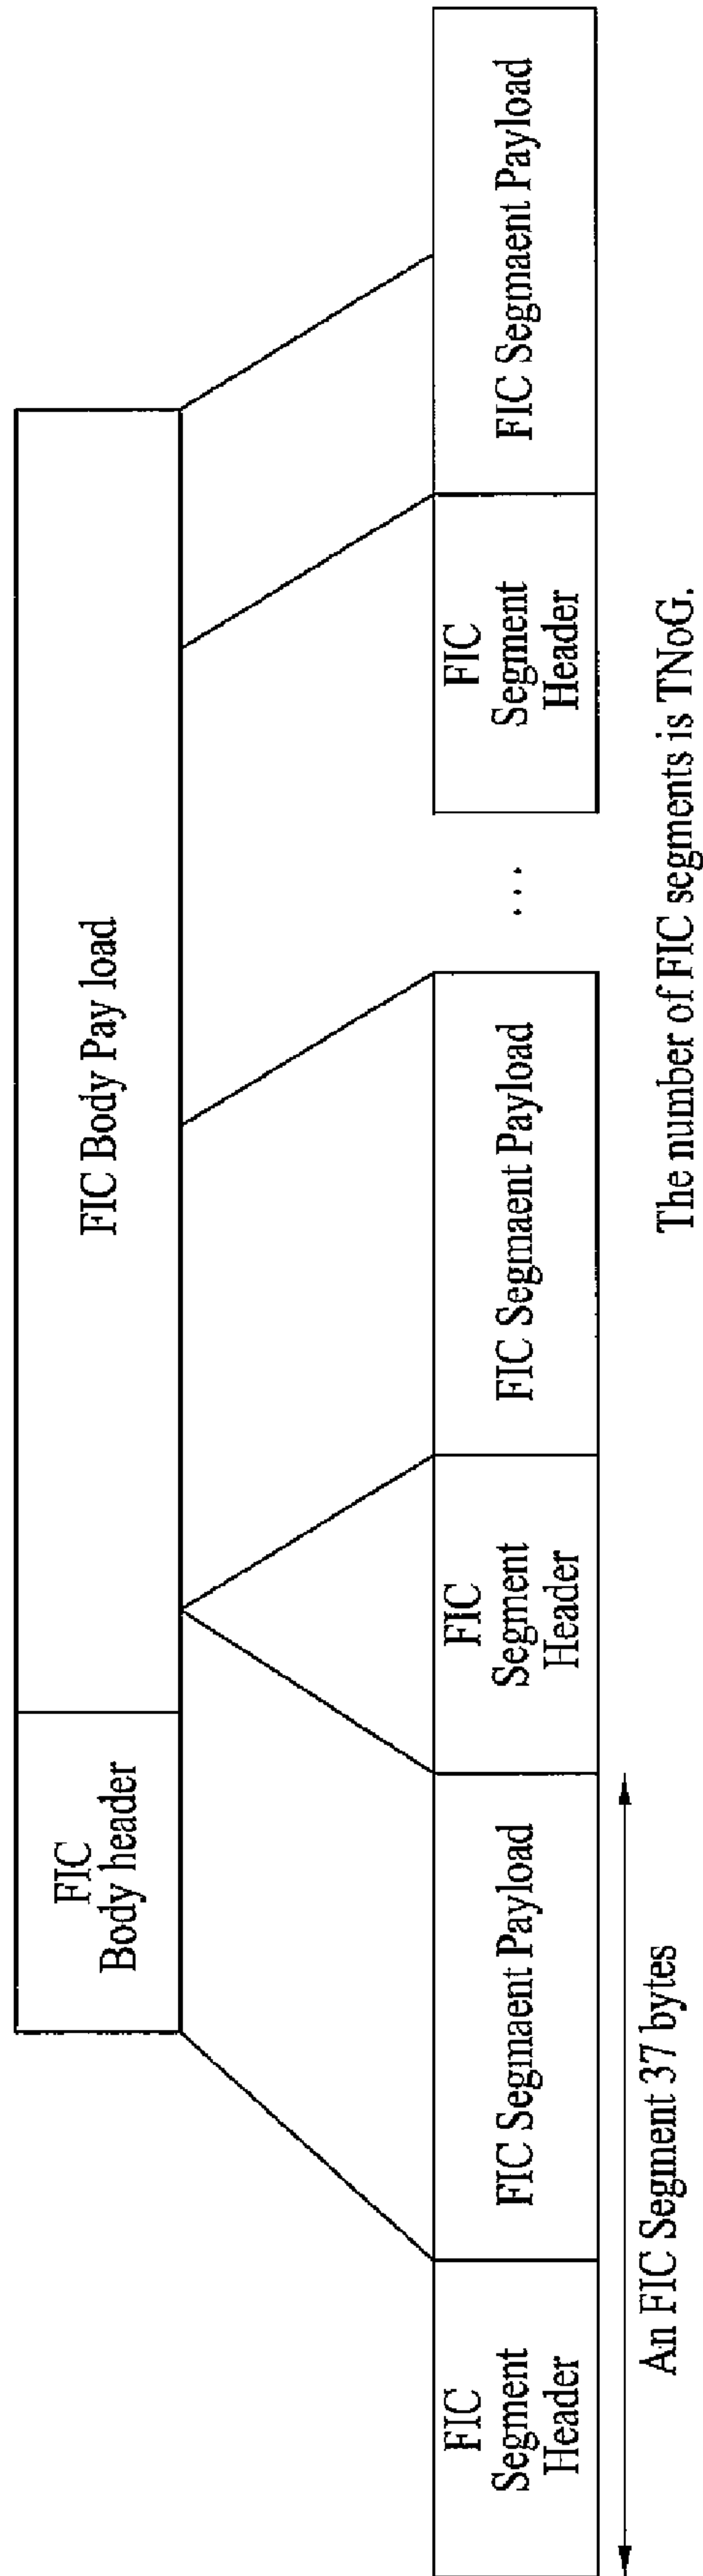 FIC
Body header
FIC Body Pay load
FIC
Segment
Header
FIC Segmaent Payload
FIC
Segment
Header
FIC Segmaent Payload
...
FIC
Segment
Header
FIC Segmaent Payload
An FIC Segment 37 bytes
The number of FIC segments is TNoG.